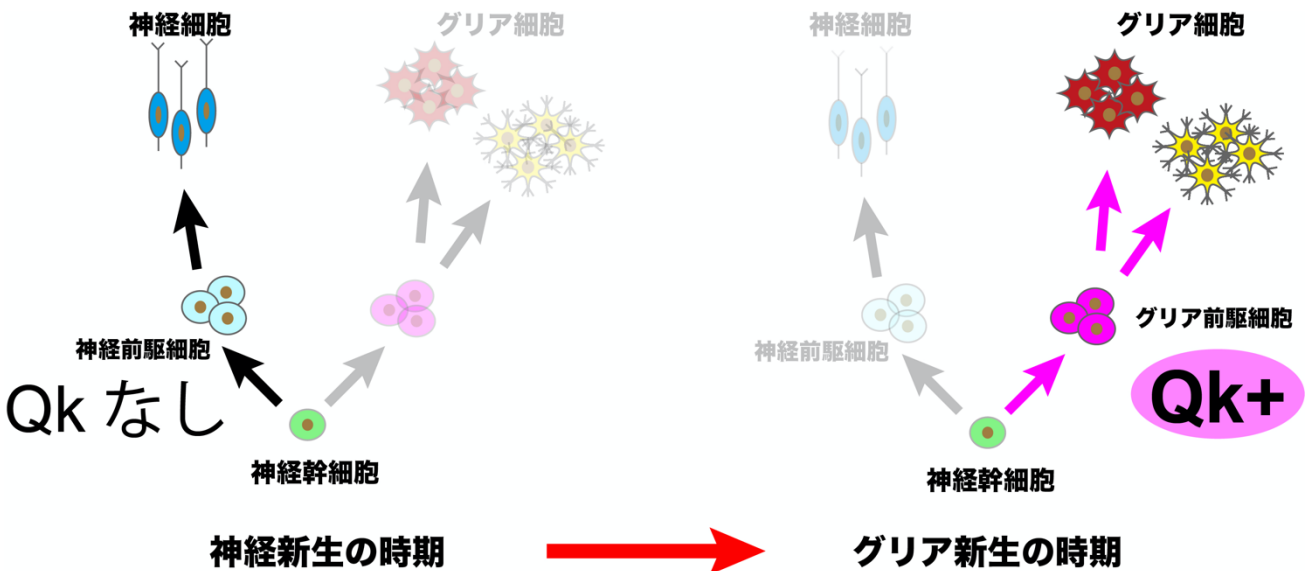 神経細胞
グリア細胞
神経前駆細胞
Qk なし
神経幹細胞
神経新生の時期
神経細胞
グリア細胞
神経前駆細胞
グリア前駆細胞
Qk+
神経幹細胞
グリア新生の時期